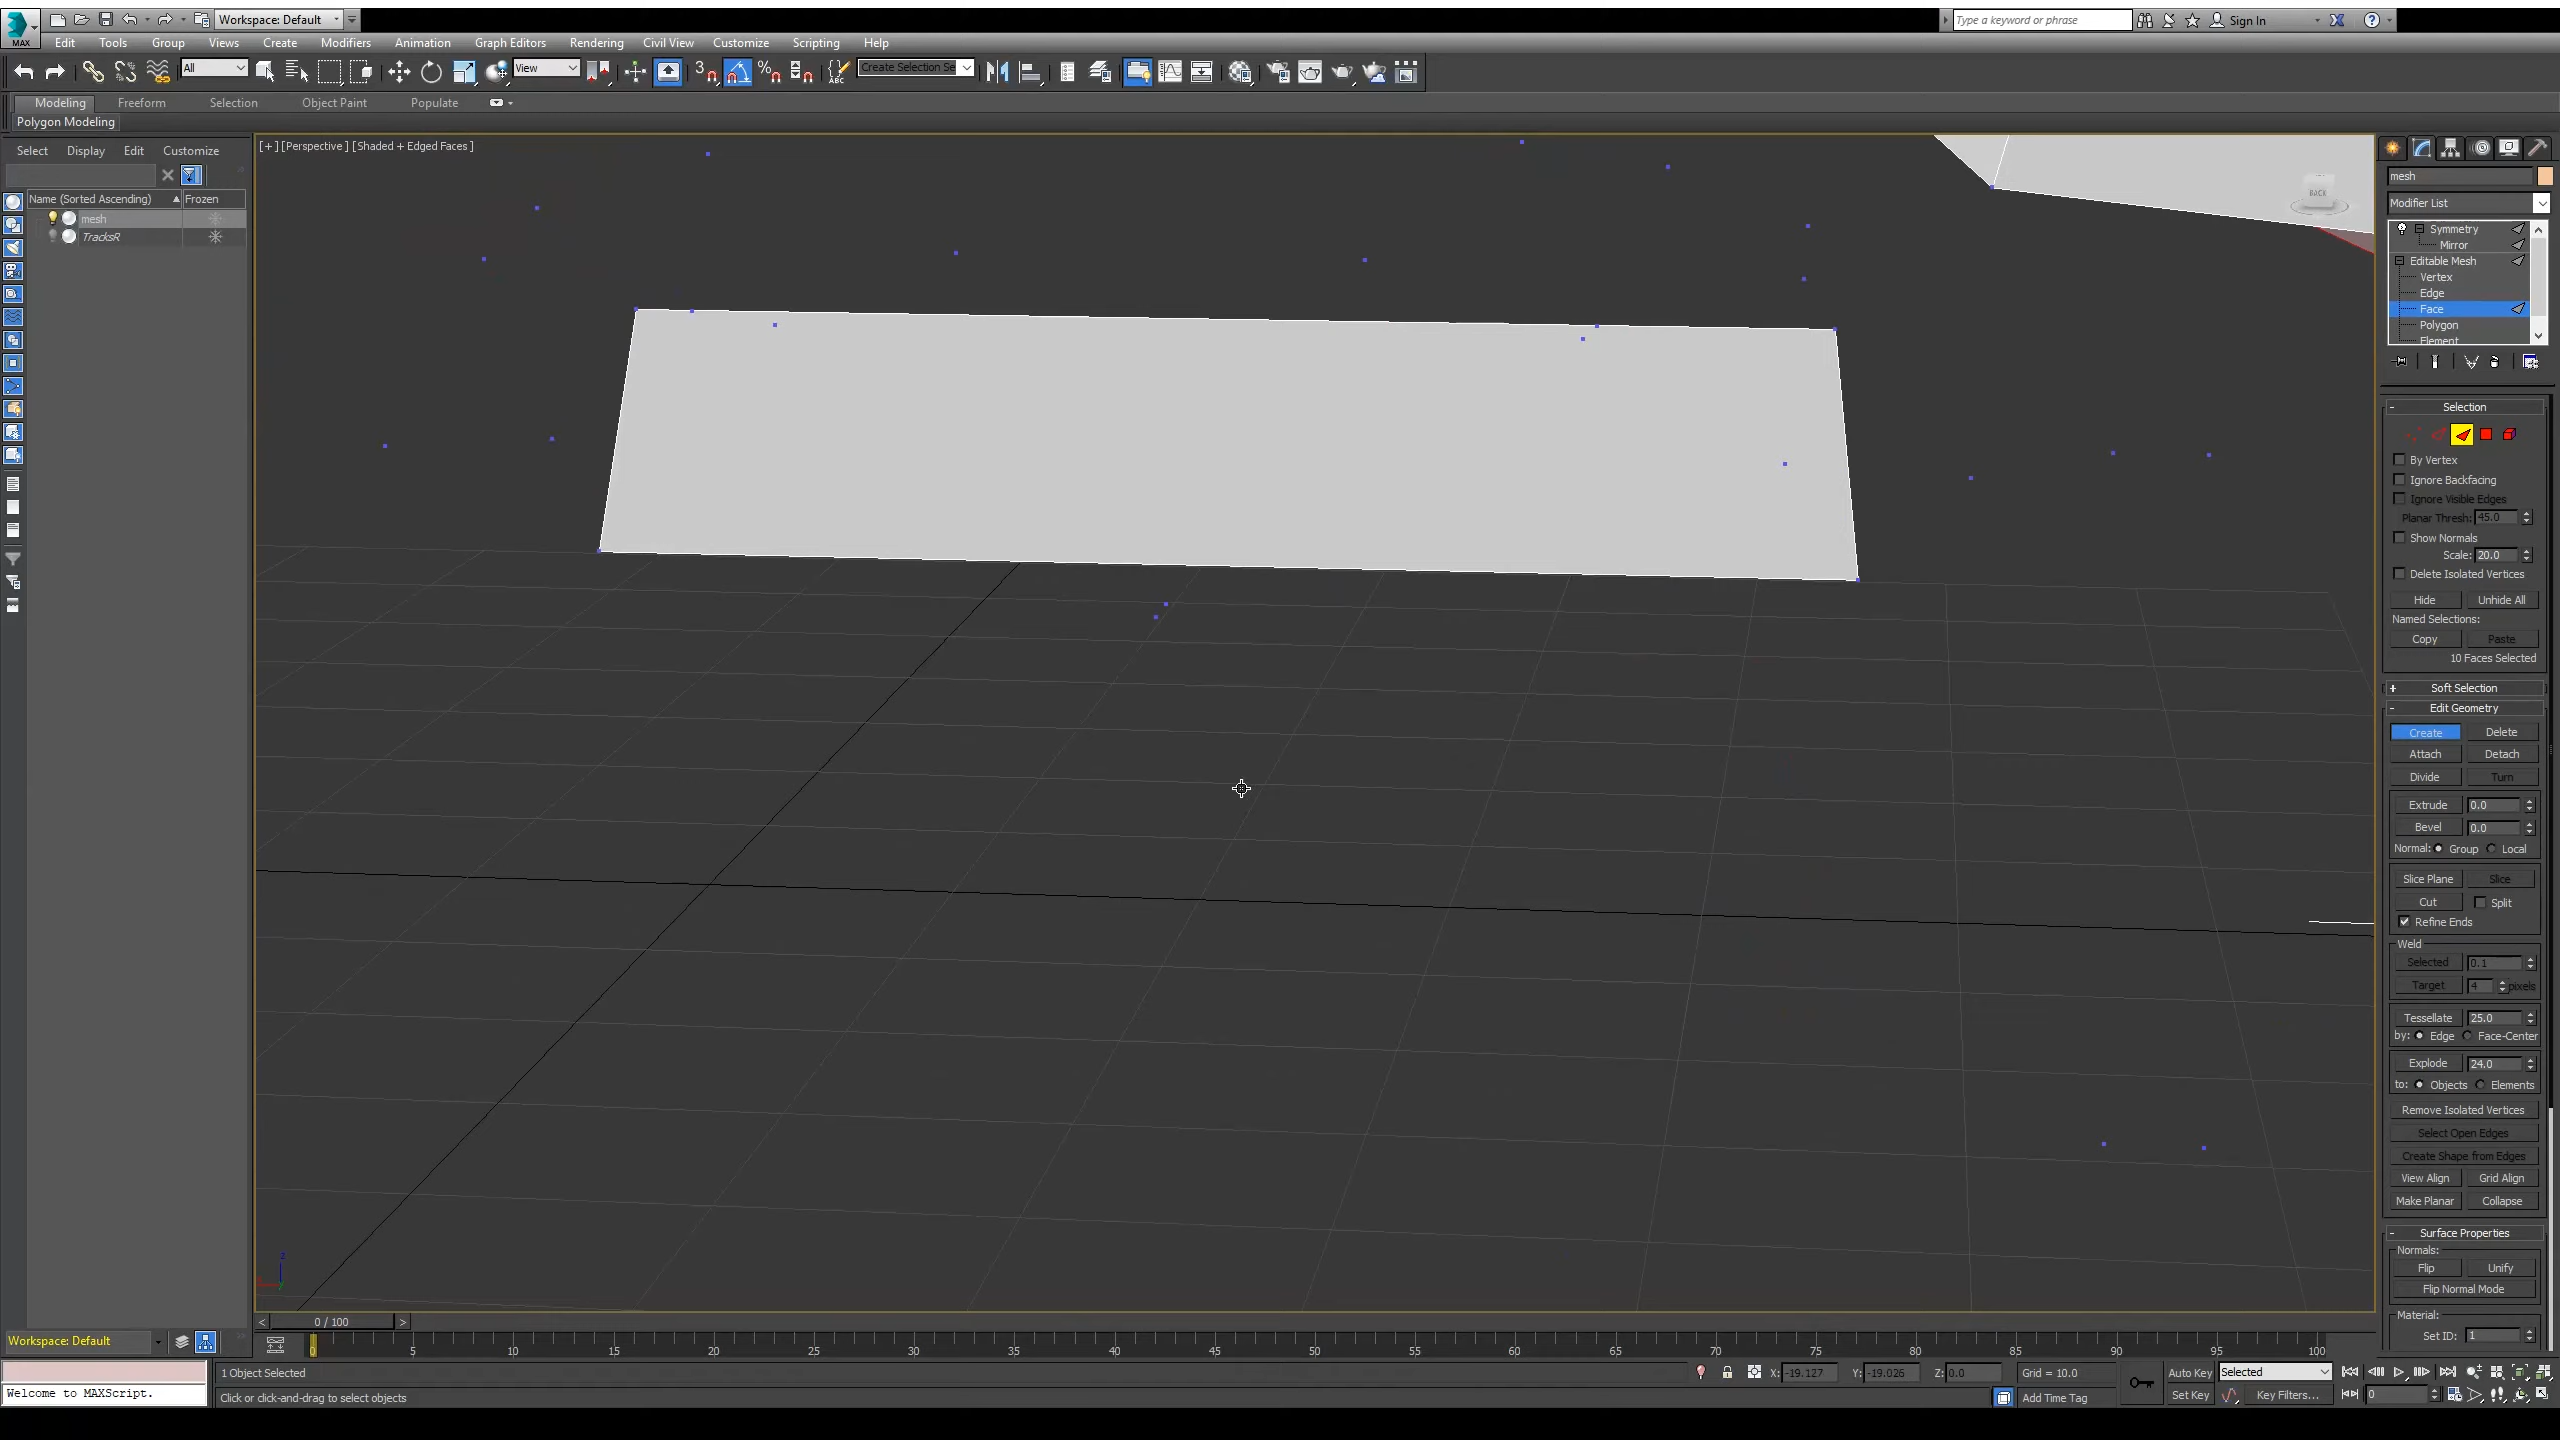 Workspace: Default
Type a keyword or phrase
Sign In
MAX
Edit Tools Group Views Create Modifiers Animation Graph Editors Rendering Civil View Customize Scripting Help
All
View
3
%
ABC
Create Selection Se
Modeling Freeform Selection Object Paint Populate
Polygon Modeling
Select Display Edit Customize
Name (Sorted Ascending) Frozen
mesh
TracksR
[+] [Perspective ] [Shaded + Edged Faces ]
BACK
z
mesh
Modifier List
Symmetry
Mirror
Editable Mesh
Vertex
Edge
Face
Polygon
Element
Selection
By Vertex
Ignore Backfacing
Ignore Visible Edges
Planar Thresh: 45.0
Show Normals
Scale: 20.0
Delete Isolated Vertices
Hide Unhide All
Named Selections:
Copy Paste
10 Faces Selected
Soft Selection
Edit Geometry
Create Delete
Attach Detach
Divide Turn
Extrude 0.0
Bevel 0.0
Normal: Group Local
Slice Plane Slice
Cut Split
Refine Ends
Weld
Selected 0.1
Target 4 pixels
Tessellate 25.0
by: Edge Face-Center
Explode 24.0
to: Objects Elements
Remove Isolated Vertices
Select Open Edges
Create Shape from Edges
View Align Grid Align
Make Planar Collapse
Surface Properties
Normals:
Flip Unify
Flip Normal Mode
Material:
Set ID: 1
< 0 / 100 >
Workspace: Default
0 5 10 15 20 25 30 35 40 45 50 55 60 65 70 75 80 85 90 95 100
1 Object Selected
X: -19.127 Y: -19.026 Z: 0.0 Grid = 10.0
Auto Key Selected
Welcome to MAXScript.
Click or click-and-drag to select objects
Add Time Tag
Set Key Key Filters... 0